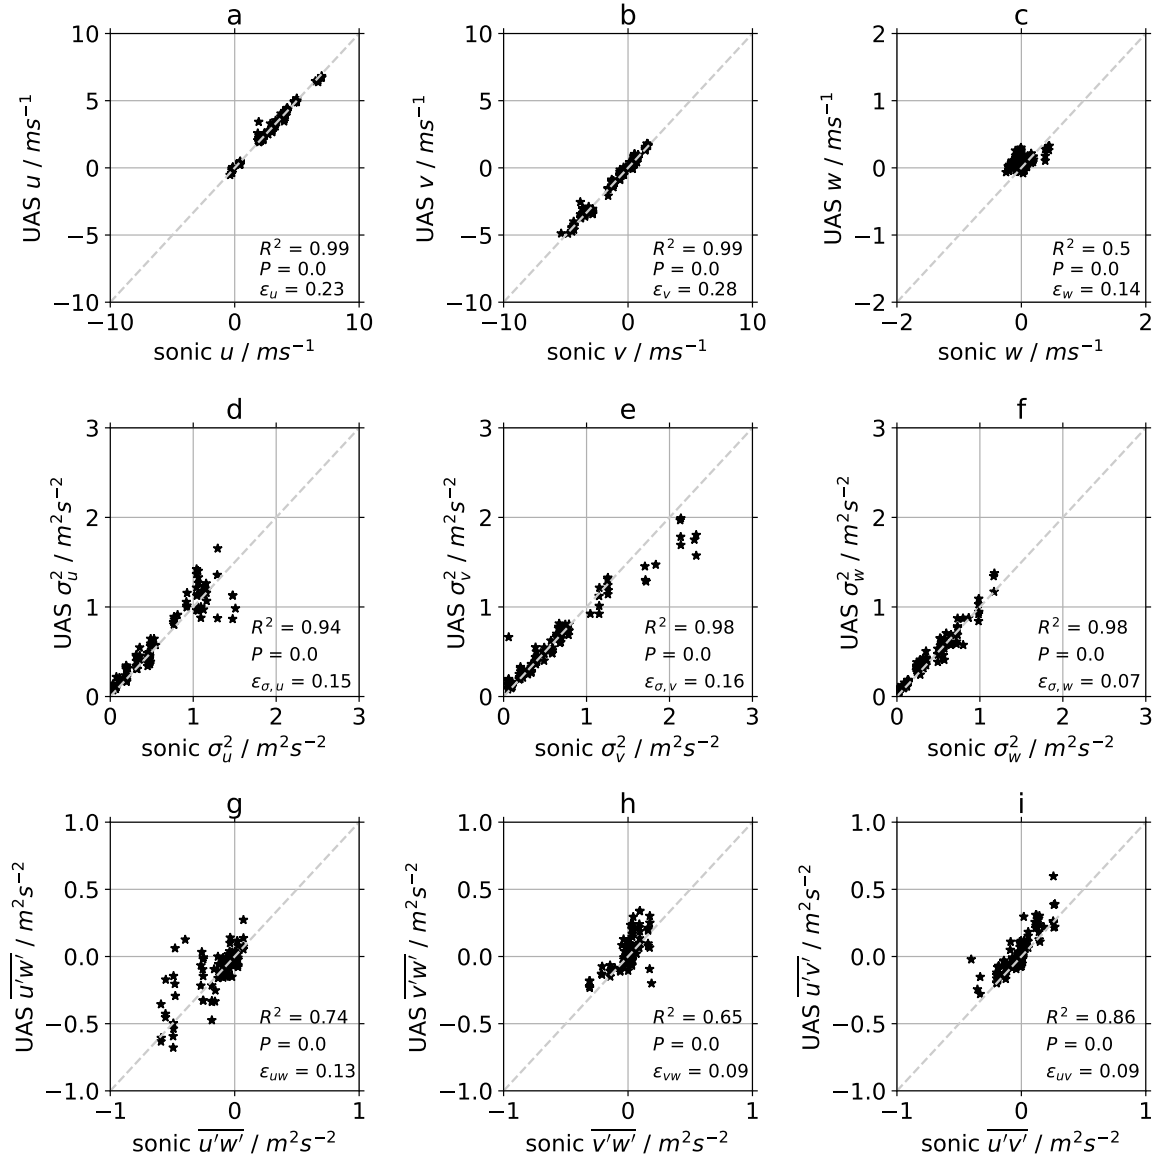 a
b
c
10
5
0
−5
−10
UAS u / ms⁻¹
R² = 0.99
P = 0.0
εᵤ = 0.23
−10 0 10
sonic u / ms⁻¹
10
5
0
−5
−10
UAS v / ms⁻¹
R² = 0.99
P = 0.0
εᵥ = 0.28
−10 0 10
sonic v / ms⁻¹
2
1
0
−1
−2
UAS w / ms⁻¹
R² = 0.5
P = 0.0
ε_w = 0.14
−2 0 2
sonic w / ms⁻¹
d
e
f
3
2
1
0
UAS σ²ᵤ / m²s⁻²
R² = 0.94
P = 0.0
ε_σ,u = 0.15
0 1 2 3
sonic σ²ᵤ / m²s⁻²
3
2
1
0
UAS σ²ᵥ / m²s⁻²
R² = 0.98
P = 0.0
ε_σ,v = 0.16
0 1 2 3
sonic σ²ᵥ / m²s⁻²
3
2
1
0
UAS σ²_w / m²s⁻²
R² = 0.98
P = 0.0
ε_σ,w = 0.07
0 1 2 3
sonic σ²_w / m²s⁻²
g
h
i
1.0
0.5
0.0
−0.5
−1.0
UAS u′w′ / m²s⁻²
R² = 0.74
P = 0.0
ε_uw = 0.13
−1 0 1
sonic u′w′ / m²s⁻²
1.0
0.5
0.0
−0.5
−1.0
UAS v′w′ / m²s⁻²
R² = 0.65
P = 0.0
ε_vw = 0.09
−1 0 1
sonic v′w′ / m²s⁻²
1.0
0.5
0.0
−0.5
−1.0
UAS u′v′ / m²s⁻²
R² = 0.86
P = 0.0
ε_uv = 0.09
−1 0 1
sonic u′v′ / m²s⁻²